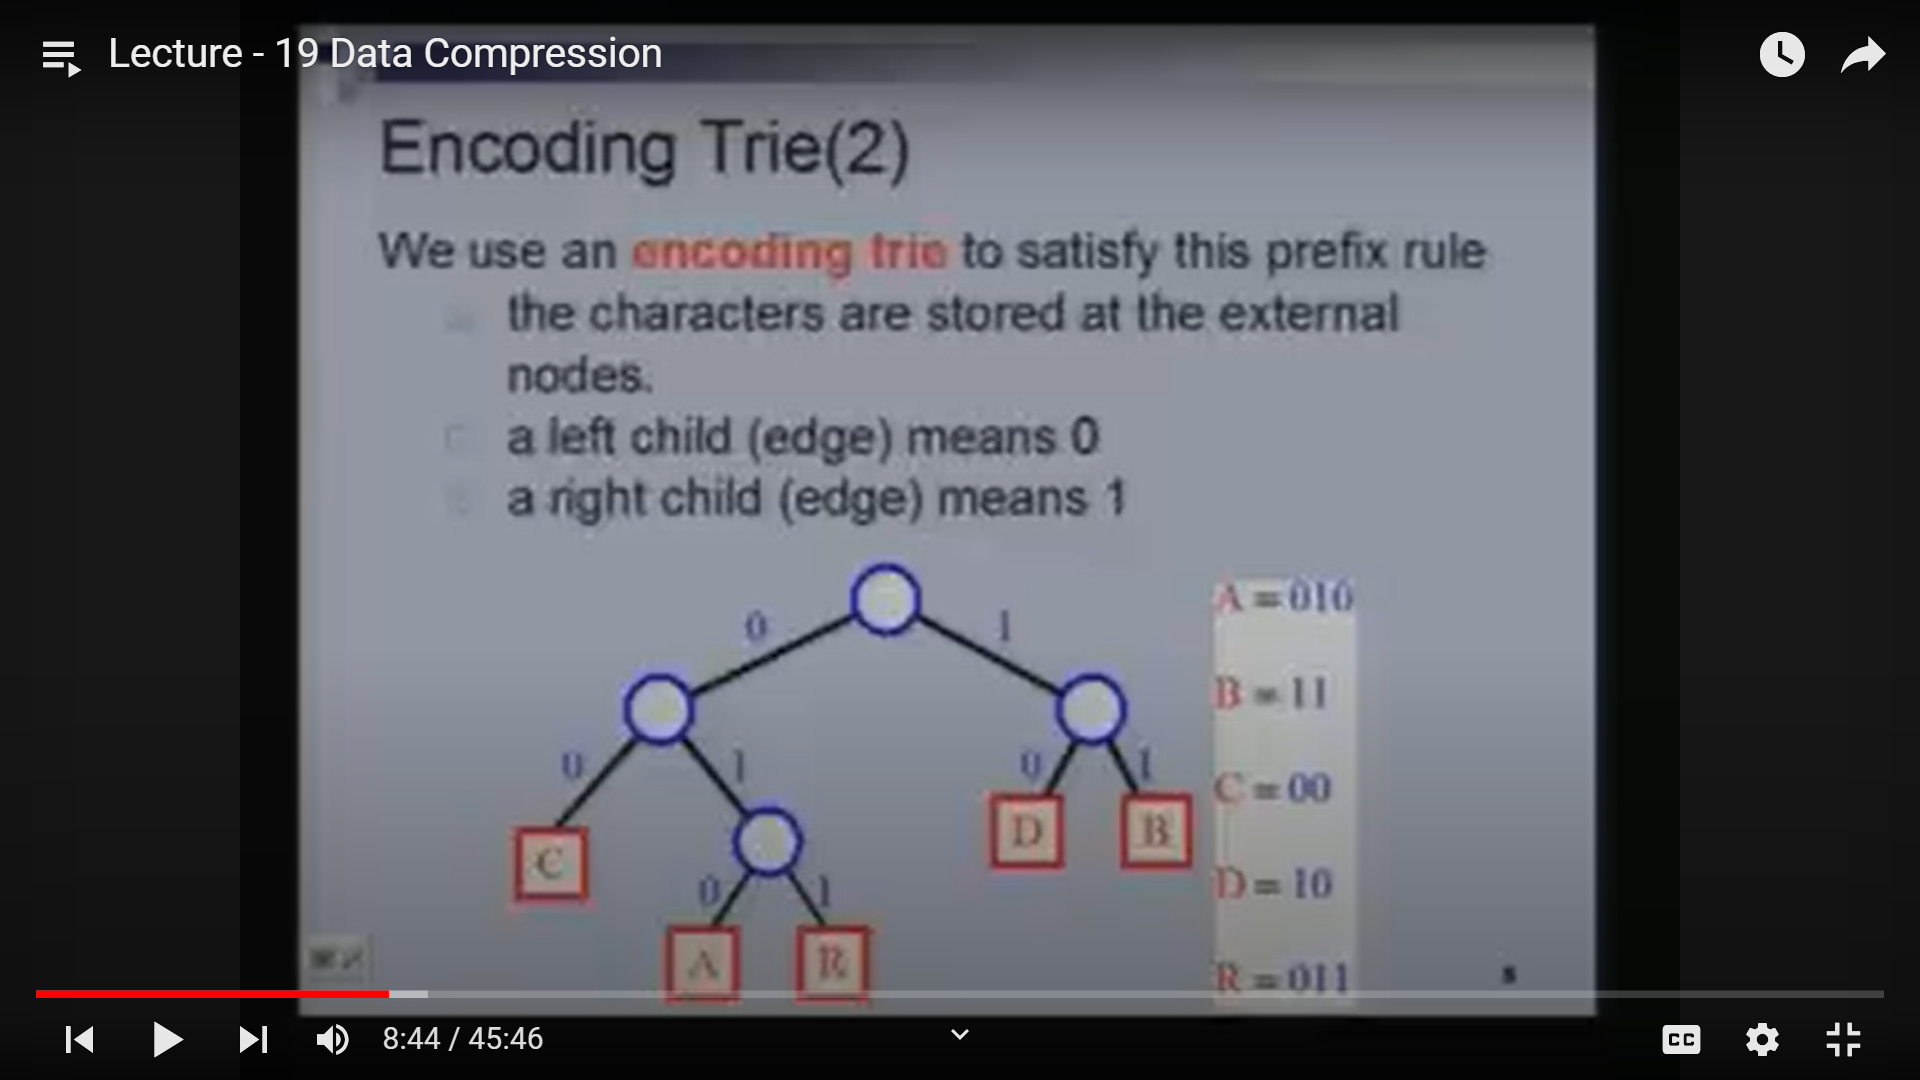 Lecture - 19 Data Compression
Encoding Trie(2)
We use an encoding trie to satisfy this prefix rule
the characters are stored at the external
nodes.
a left child (edge) means 0
a right child (edge) means 1
0 1
0 1 0 1
C D B
0 1
A R
A = 010
B = 11
C = 00
D = 10
R = 011
8:44 / 45:46
CC